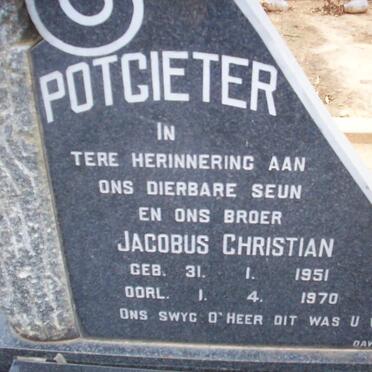 POTGIETER
IN
TERE HERINNERING AAN
ONS DIERBARE SEUN
EN ONS BROER
JACOBUS CHRISTIAN
GEB. 31. 1. 1951
OORL. 1. 4. 1970
ONS SWYG O' HEER DIT WAS U